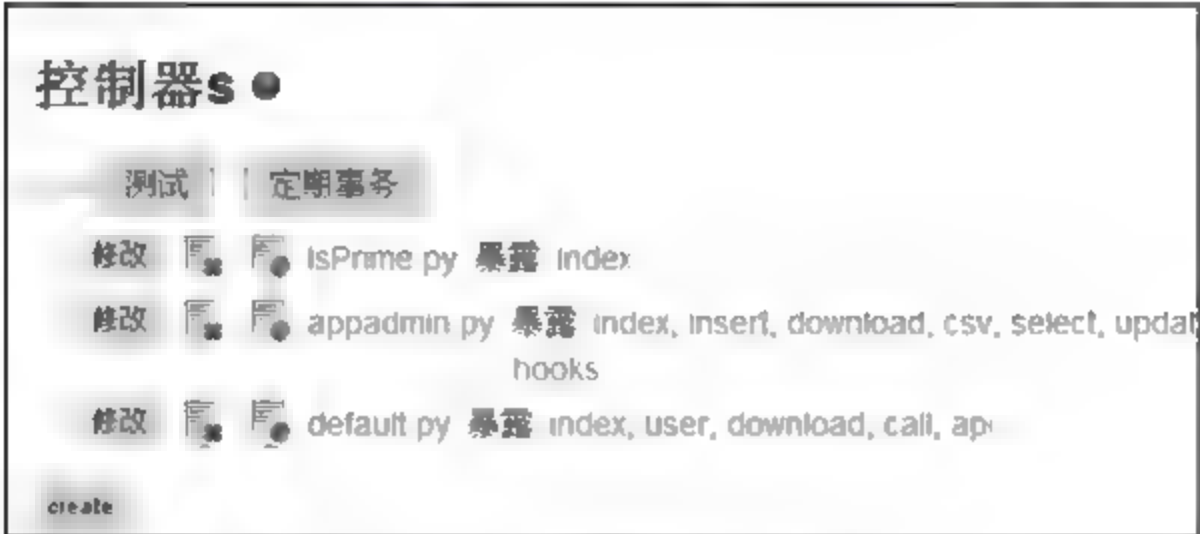 控制器s
测试 定期事务
修改 isPrime.py 暴露 index
修改 appadmin.py 暴露 index, insert, download, csv, select,
hooks
修改 default.py 暴露 index, user, download, call,
create